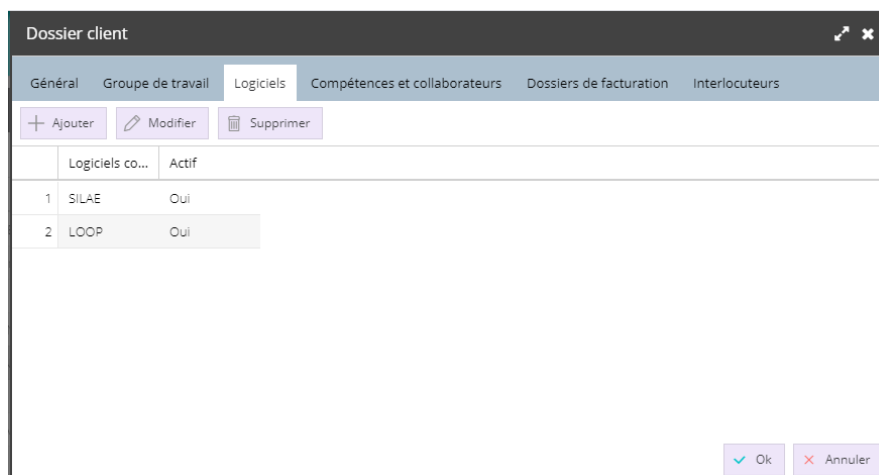 Dossier client
Général Groupe de travail Logiciels Compétences et collaborateurs Dossiers de facturation Interlocuteurs
Ajouter Modifier Supprimer
Logiciels co... Actif
1 SILAE Oui
2 LOOP Oui
Ok Annuler